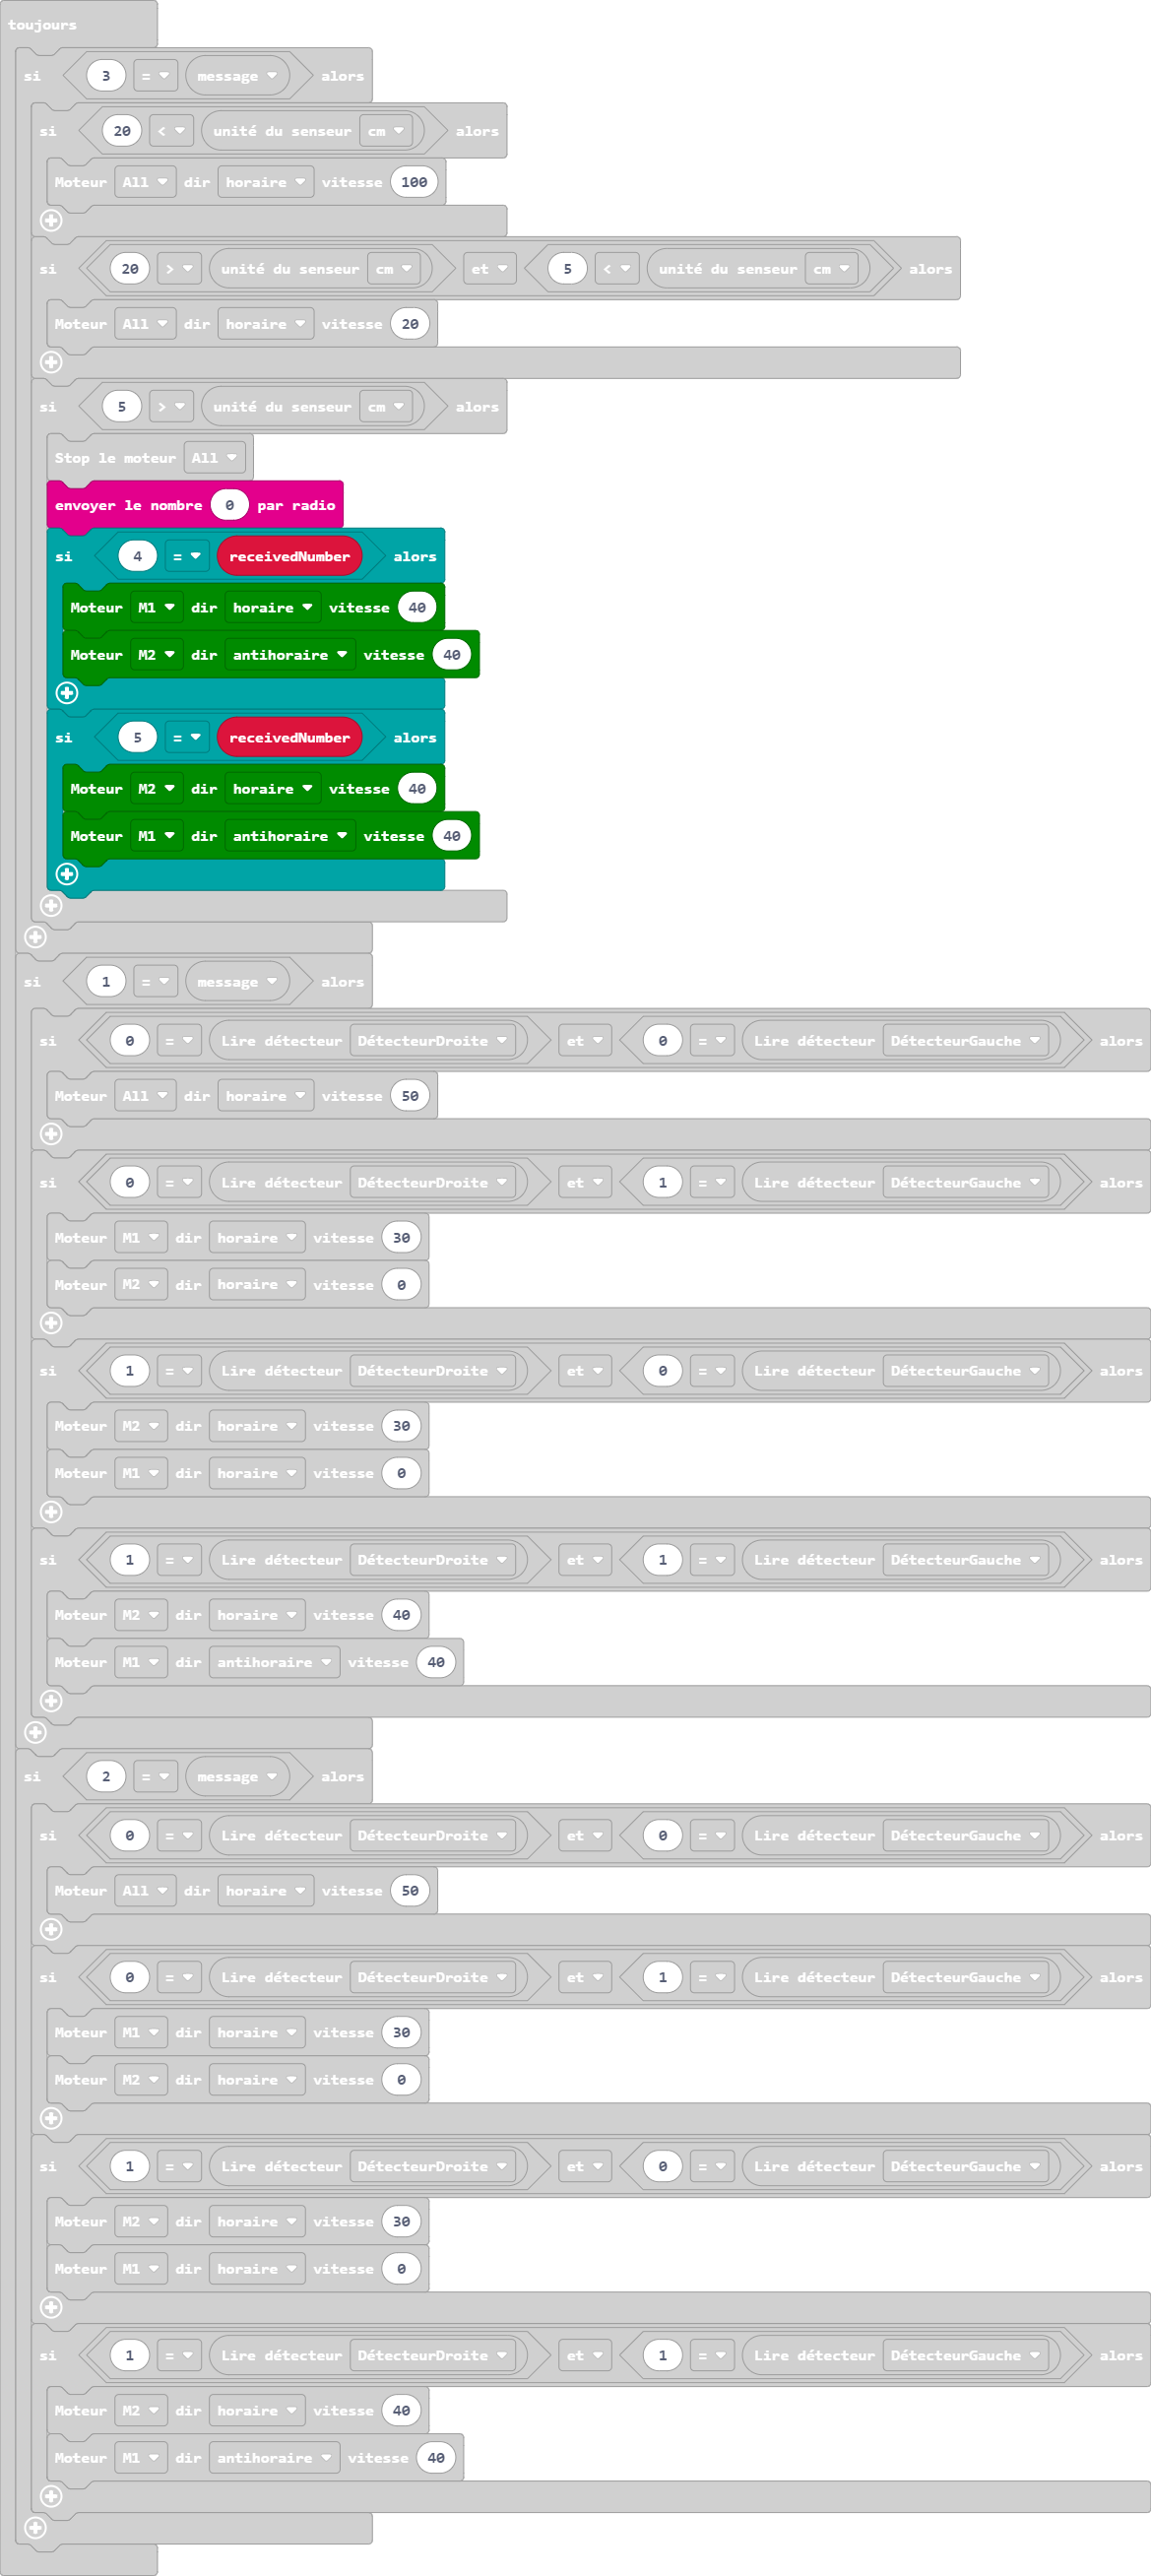 toujours
si 3 = message alors
si 20 < unité du senseur cm alors
Moteur All dir horaire vitesse 100
si 20 > unité du senseur cm et 5 < unité du senseur cm alors
Moteur All dir horaire vitesse 20
si 5 > unité du senseur cm alors
Stop le moteur All
envoyer le nombre 0 par radio
si 4 = receivedNumber alors
Moteur M1 dir horaire vitesse 40
Moteur M2 dir antihoraire vitesse 40
si 5 = receivedNumber alors
Moteur M2 dir horaire vitesse 40
Moteur M1 dir antihoraire vitesse 40
si 1 = message alors
si 0 = Lire détecteur DétecteurDroite et 0 = Lire détecteur DétecteurGauche alors
Moteur All dir horaire vitesse 50
si 0 = Lire détecteur DétecteurDroite et 1 = Lire détecteur DétecteurGauche alors
Moteur M1 dir horaire vitesse 30
Moteur M2 dir horaire vitesse 0
si 1 = Lire détecteur DétecteurDroite et 0 = Lire détecteur DétecteurGauche alors
Moteur M2 dir horaire vitesse 30
Moteur M1 dir horaire vitesse 0
si 1 = Lire détecteur DétecteurDroite et 1 = Lire détecteur DétecteurGauche alors
Moteur M2 dir horaire vitesse 40
Moteur M1 dir antihoraire vitesse 40
si 2 = message alors
si 0 = Lire détecteur DétecteurDroite et 0 = Lire détecteur DétecteurGauche alors
Moteur All dir horaire vitesse 50
si 0 = Lire détecteur DétecteurDroite et 1 = Lire détecteur DétecteurGauche alors
Moteur M1 dir horaire vitesse 30
Moteur M2 dir horaire vitesse 0
si 1 = Lire détecteur DétecteurDroite et 0 = Lire détecteur DétecteurGauche alors
Moteur M2 dir horaire vitesse 30
Moteur M1 dir horaire vitesse 0
si 1 = Lire détecteur DétecteurDroite et 1 = Lire détecteur DétecteurGauche alors
Moteur M2 dir horaire vitesse 40
Moteur M1 dir antihoraire vitesse 40